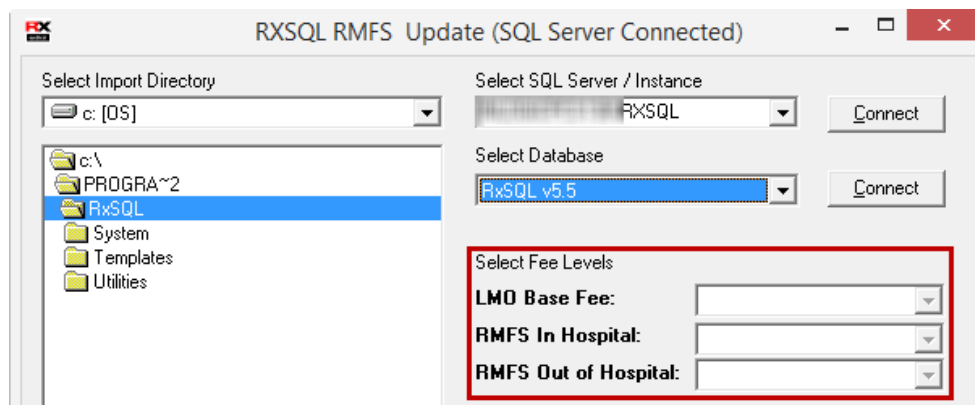 RX
RXSQL RMFS Update (SQL Server Connected)
Select Import Directory
c: [OS]
c:\
PROGRA~2
RxSQL
System
Templates
Utilities
Select SQL Server / Instance
RXSQL
Connect
Select Database
RxSQL v5.5
Connect
Select Fee Levels
LMO Base Fee:
RMFS In Hospital:
RMFS Out of Hospital: